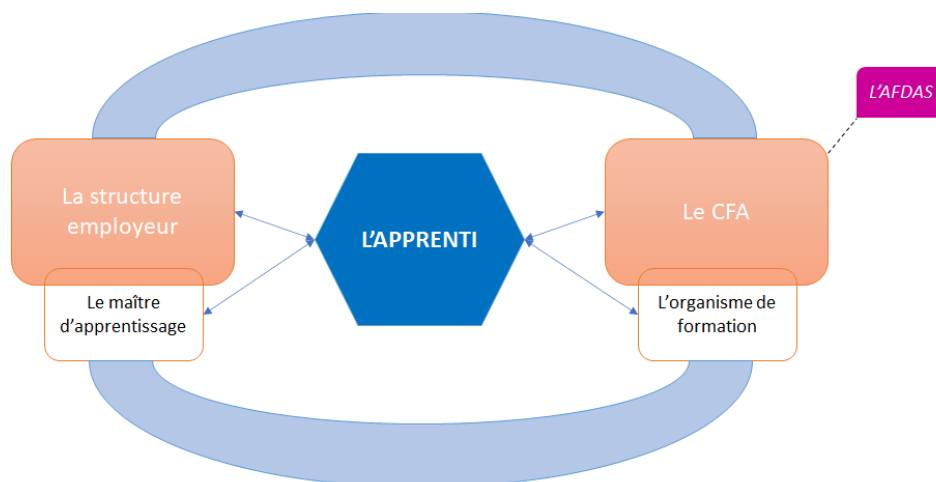 L’AFDAS
La structure
employeur
L’APPRENTI
Le CFA
Le maître
d’apprentissage
L’organisme de
formation